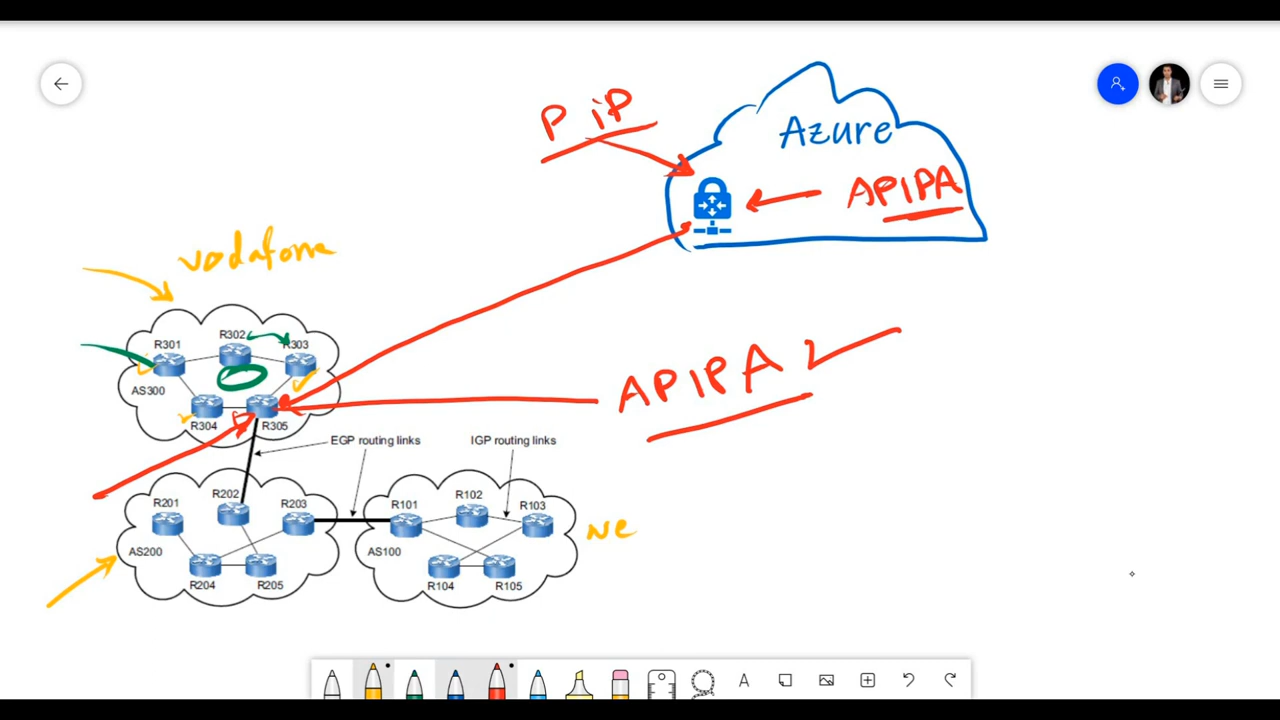 P iP
Azure
APIPA
vodafone
R301
R302
R303
AS300
R304
R305
APIPA 2
EGP routing links
IGP routing links
R201
R202
R203
AS200
R204
R205
R101
R102
R103
AS100
R104
R105
Ne
A